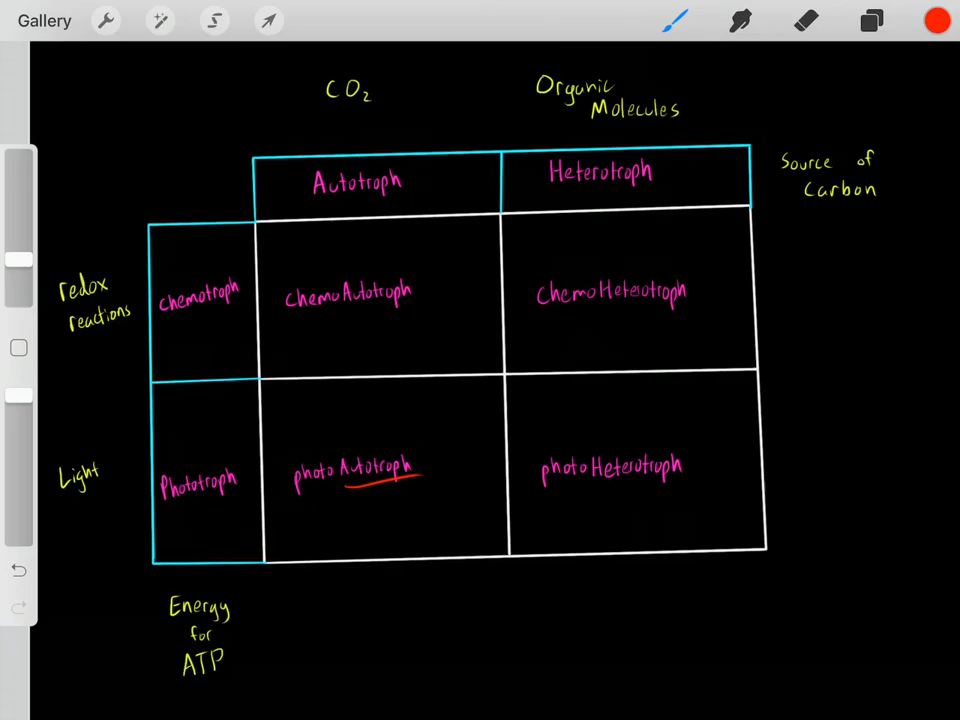 Gallery
CO2
Organic
Molecules
Autotroph
Heterotroph
Source of
Carbon
redox
reactions
chemotroph
chemoAutotroph
ChemoHeterotroph
Light
Phototroph
photoAutotroph
photoHeterotroph
Energy
for
ATP